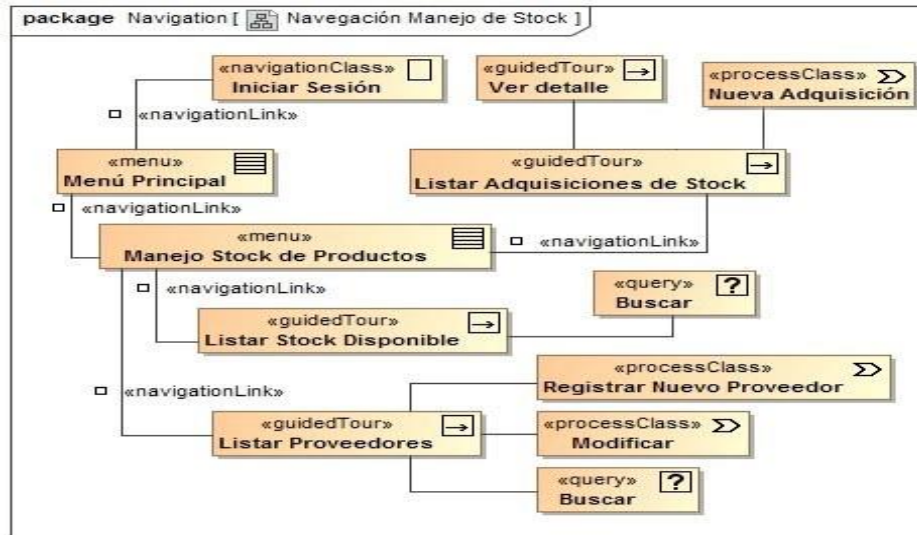 package Navigation [ Navegación Manejo de Stock ]
«navigationClass»
Iniciar Sesión
«guidedTour»
Ver detalle
«processClass»
Nueva Adquisición
«navigationLink»
«menu»
Menú Principal
«guidedTour»
Listar Adquisiciones de Stock
«navigationLink»
«menu»
Manejo Stock de Productos
«navigationLink»
«navigationLink»
«query»
Buscar
?
«guidedTour»
Listar Stock Disponible
«navigationLink»
«processClass»
Registrar Nuevo Proveedor
«guidedTour»
Listar Proveedores
«processClass»
Modificar
«query»
Buscar
?